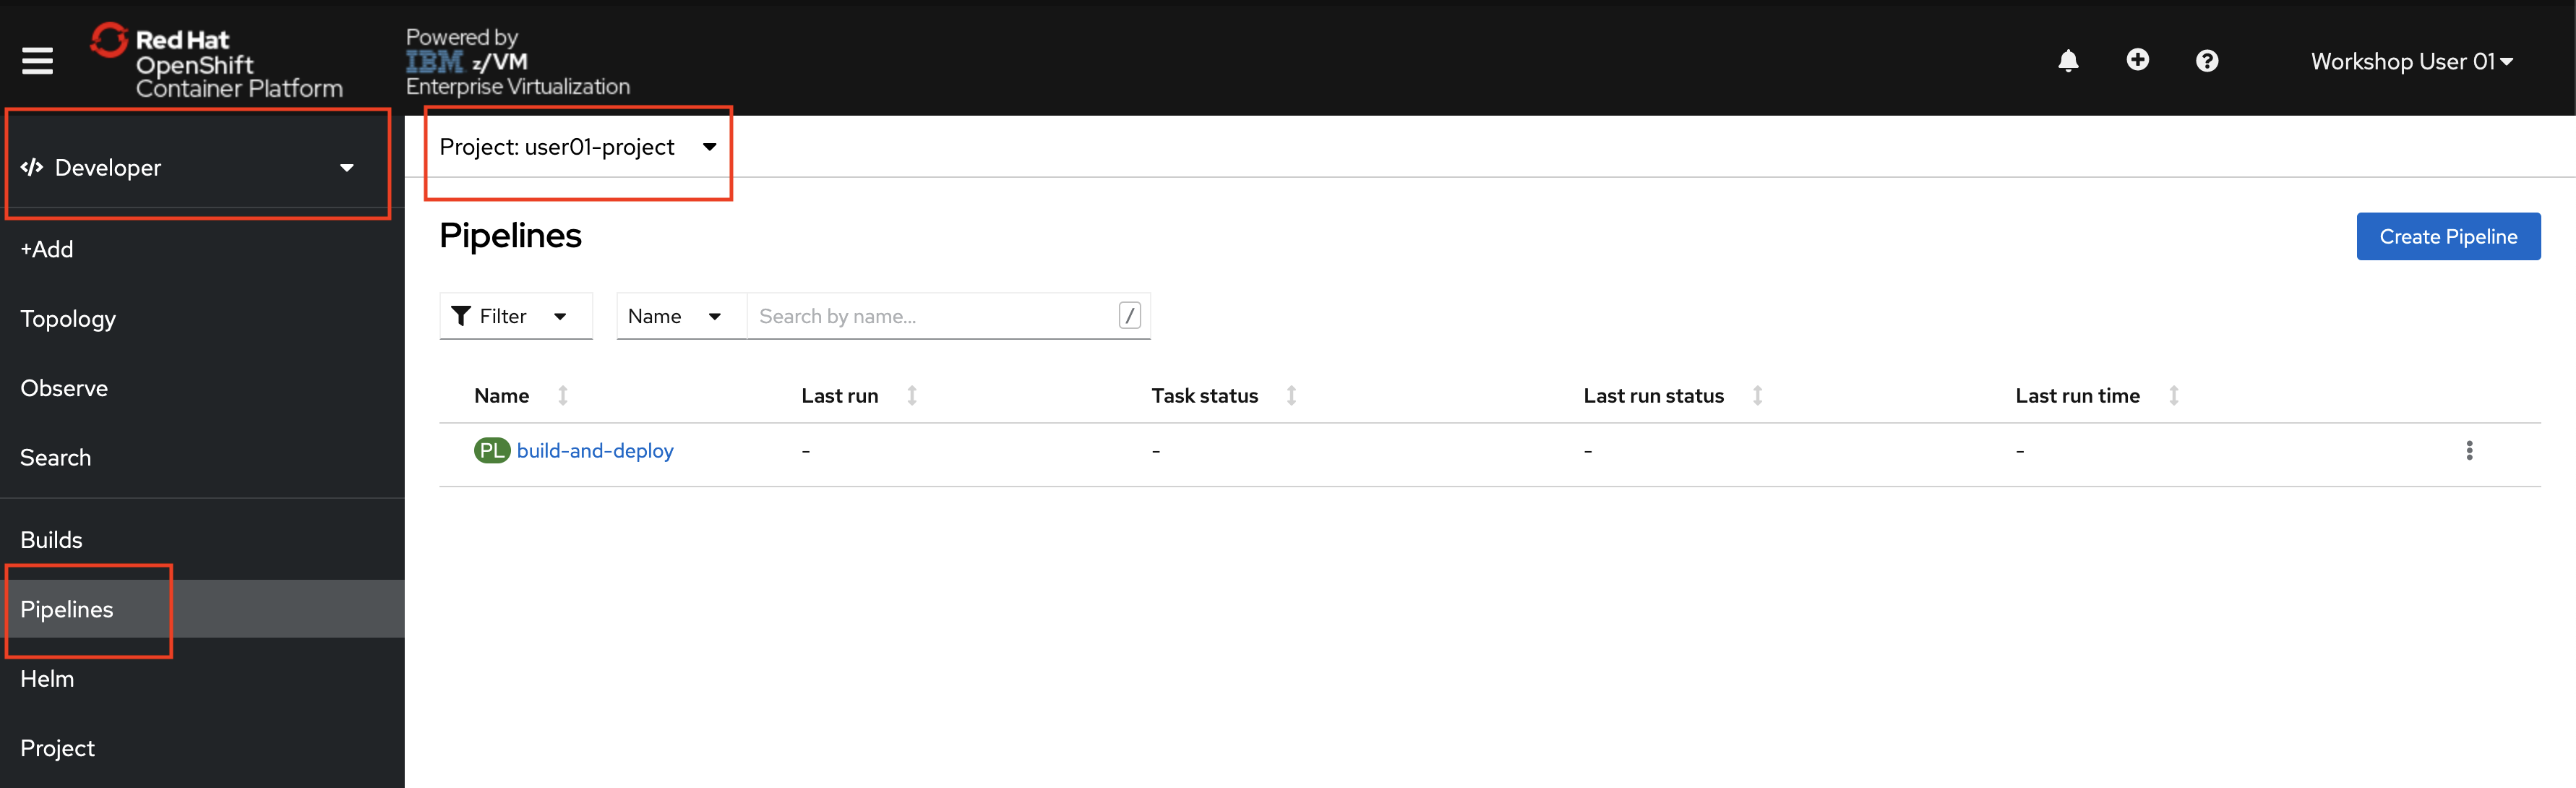 Red Hat
OpenShift
Container Platform
Powered by
IBM z/VM
Enterprise Virtualization
Workshop User 01
</> Developer
+Add
Topology
Observe
Search
Builds
Pipelines
Helm
Project
Project: user01-project
Pipelines
Create Pipeline
Filter Name Search by name... /
Name Last run Task status Last run status Last run time
PL build-and-deploy - - - -